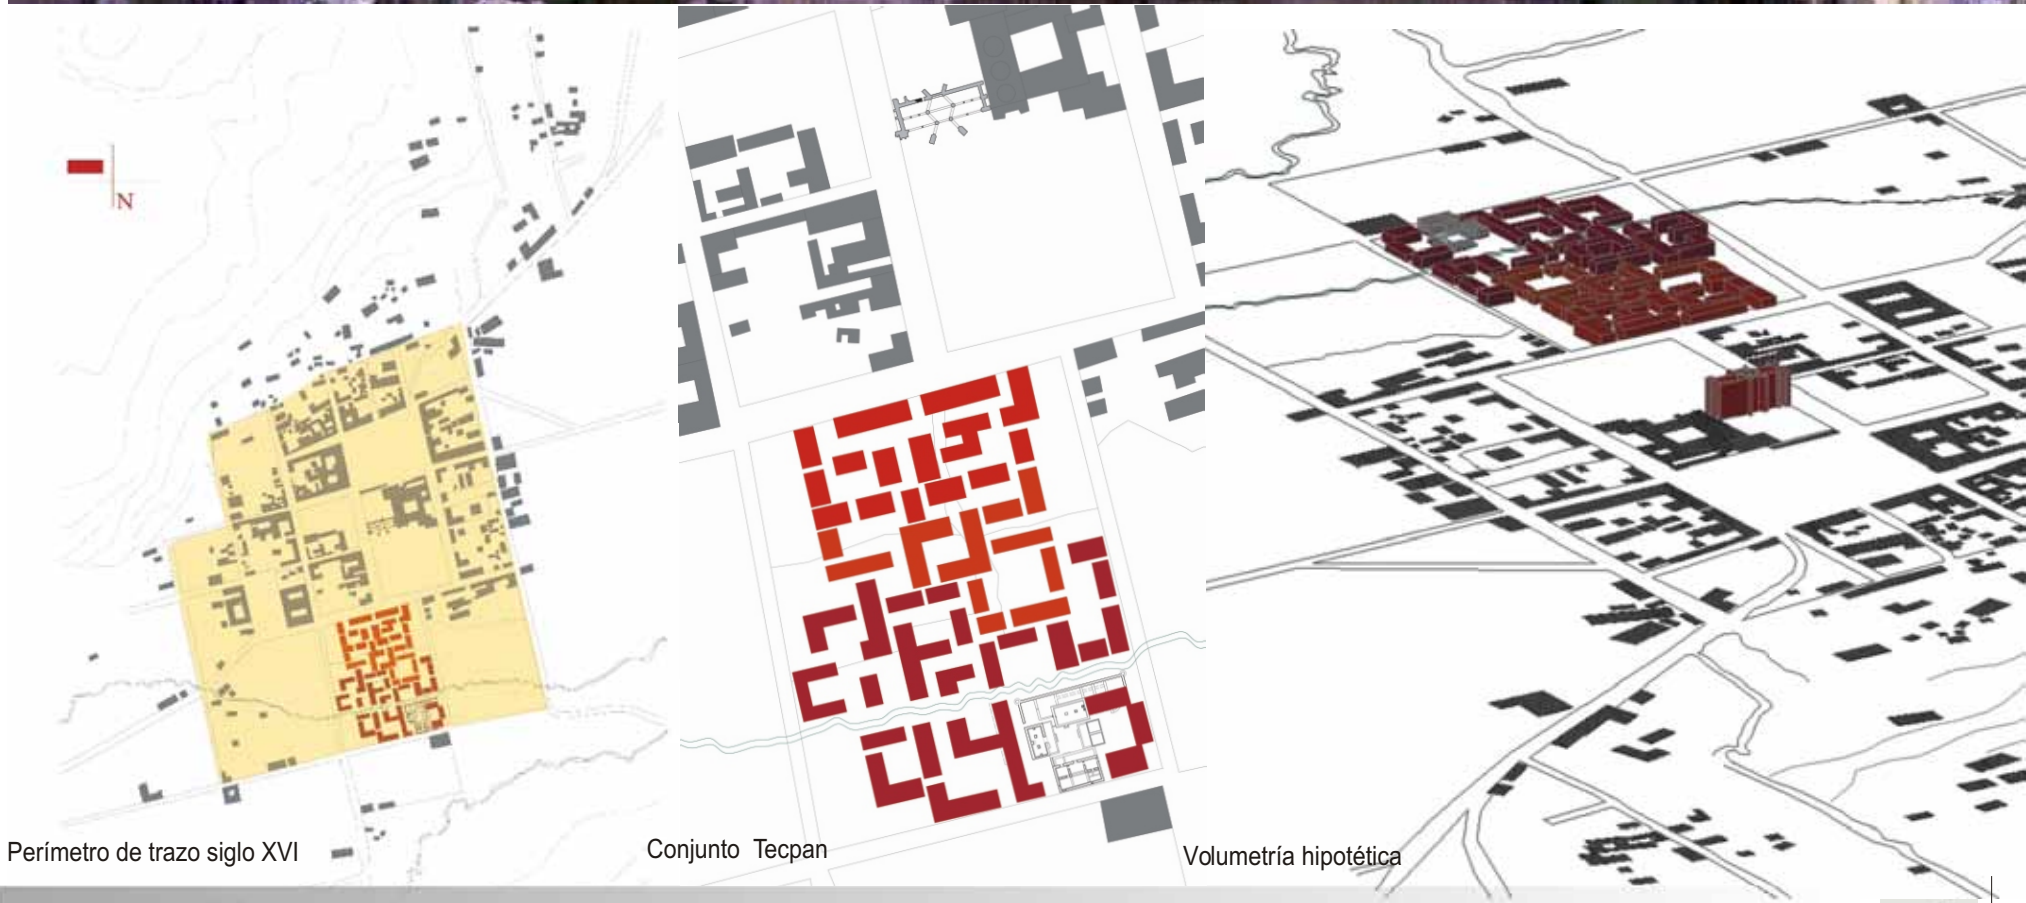 N
Perímetro de trazo siglo XVI
Conjunto Tecpan
Volumetría hipotética